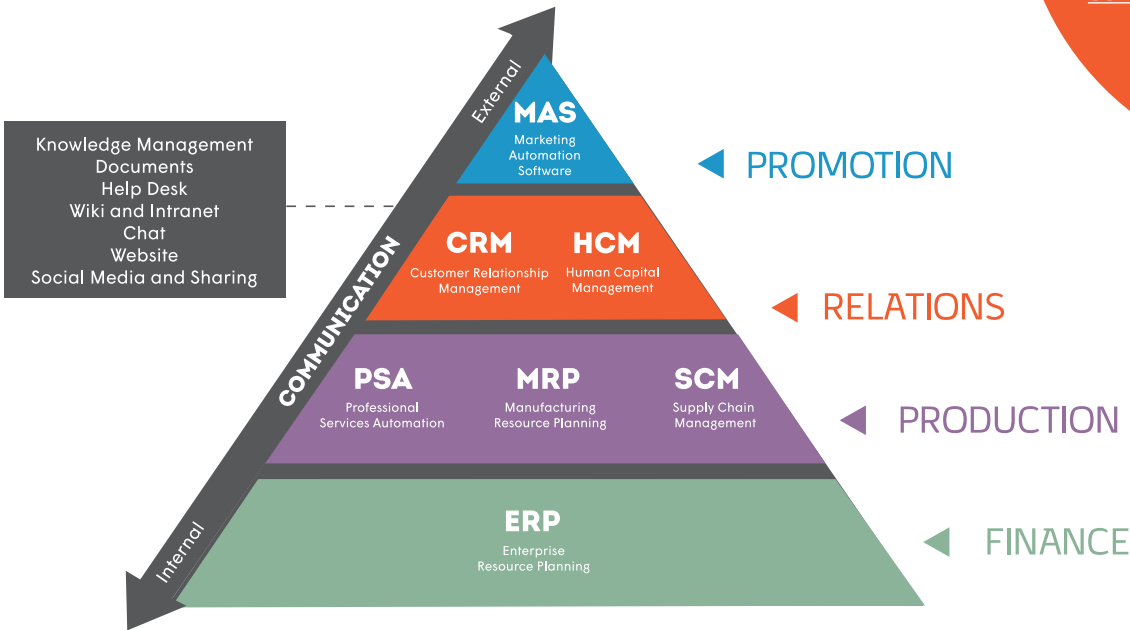 External
MAS
Marketing
Automation
Software
PROMOTION
Knowledge Management
Documents
Help Desk
Wiki and Intranet
Chat
Website
Social Media and Sharing
COMMUNICATION
CRM
Customer Relationship
Management
HCM
Human Capital
Management
RELATIONS
PSA
Professional
Services Automation
MRP
Manufacturing
Resource Planning
SCM
Supply Chain
Management
PRODUCTION
Internal
ERP
Enterprise
Resource Planning
FINANCE